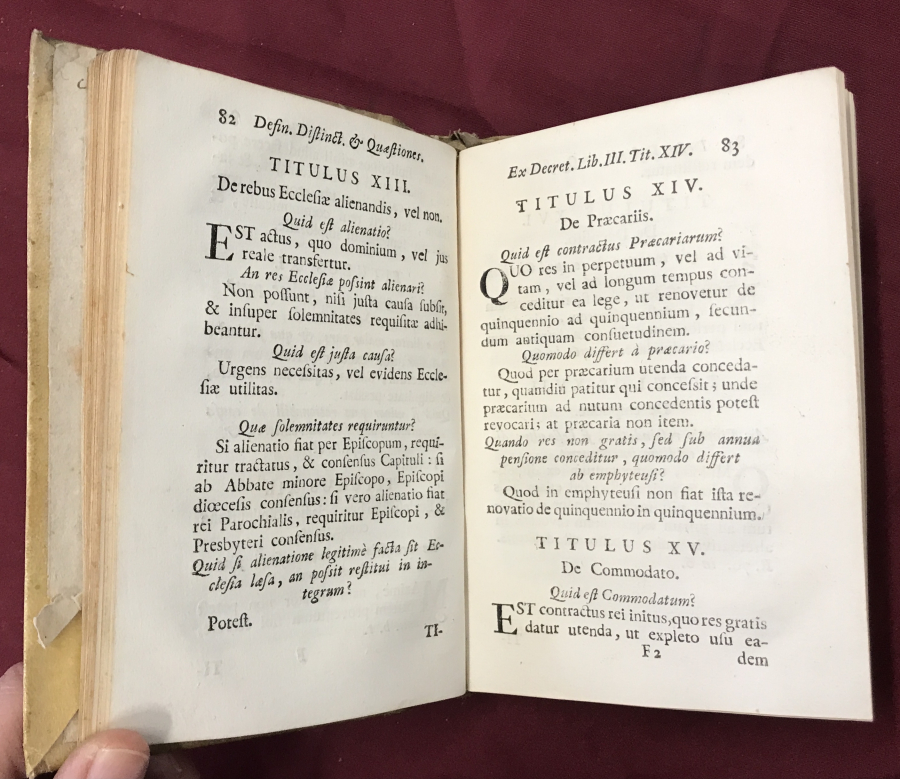 82 Defin. Diſtinct. & Quæſtiones.
TITULUS XIII.
De rebus Eccleſiæ alienandis, vel non.
Quid eſt alienatio?
EST actus, quo dominium, vel jus
reale transfertur.
An res Eccleſiæ poſsint alienari?
Non poſſunt, niſi juſta cauſa ſubſit,
& inſuper ſolemnitates requiſitæ adhi-
beantur.
Quid eſt juſta cauſa?
Urgens neceſsitas, vel evidens Eccle-
ſiæ utilitas.
Quæ ſolemnitates requiruntur?
Si alienatio fiat per Epiſcopum, requi-
ritur tractatus, & conſenſus Capituli: ſi
ab Abbate minore Epiſcopo, Epiſcopi
diœceſis conſenſus: ſi vero alienatio fiat
rei Parochialis, requiritur Epiſcopi, &
Presbyteri conſenſus.
Quid ſi alienatione legitimè facta ſit Ec-
cleſia læſa, an poſsit reſtitui in in-
tegrum?
Poteſt.
TI-
Ex Decret. Lib. III. Tit. XIV. 83
TITULUS XIV.
De Præcariis.
Quid eſt contractus Præcariarum?
QUO res in perpetuum, vel ad vi-
tam, vel ad longum tempus con-
ceditur ea lege, ut renovetur de
quinquennio ad quinquennium, ſecun-
dum antiquam conſuetudinem.
Quomodo differt à præcario?
Quod per præcarium utenda conceda-
tur, quamdiu patitur qui conceſsit; unde
præcarium ad nutum concedentis poteſt
revocari; at præcaria non item.
Quando res non gratis, ſed ſub annua
penſione conceditur, quomodo differt
ab emphyteuſi?
Quod in emphyteuſi non fiat iſta re-
novatio de quinquennio in quinquennium.
TITULUS XV.
De Commodato.
Quid eſt Commodatum?
EST contractus rei initus, quo res gratis
datur utenda, ut expleto uſu ea-
F 2 dem